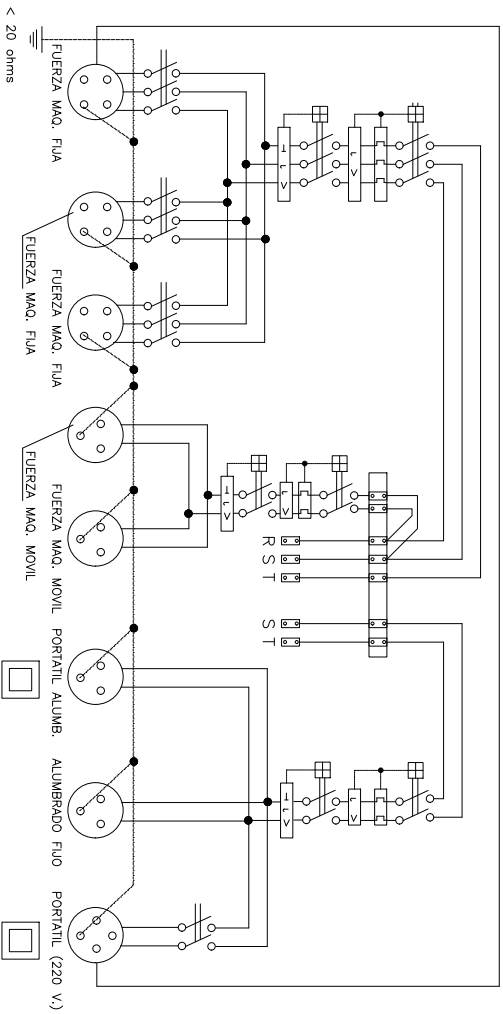 R
S
T
S
T
FUERZA MAQ. FIJA
FUERZA MAQ. FIJA
FUERZA MAQ. FIJA
FUERZA MAQ. MOVIL
FUERZA MAQ. MOVIL
PORTATIL ALUMB.
ALUMBRADO FIJO
PORTATIL (220 V.)
< 20 ohms